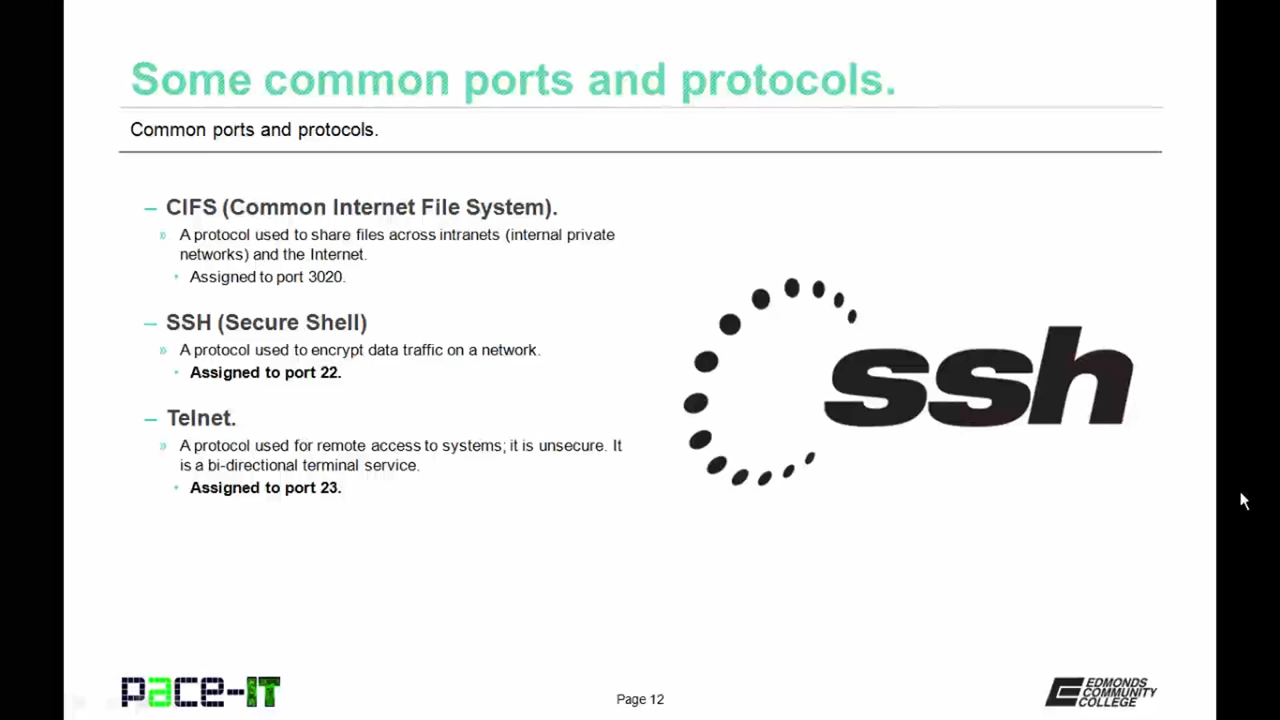 Some common ports and protocols.
Common ports and protocols.
– CIFS (Common Internet File System).
» A protocol used to share files across intranets (internal private
networks) and the Internet.
• Assigned to port 3020.
– SSH (Secure Shell)
» A protocol used to encrypt data traffic on a network.
• Assigned to port 22.
– Telnet.
» A protocol used for remote access to systems; it is unsecure. It
is a bi-directional terminal service.
• Assigned to port 23.
ssh
pace-IT
Page 12
EDMONDS
COMMUNITY
COLLEGE